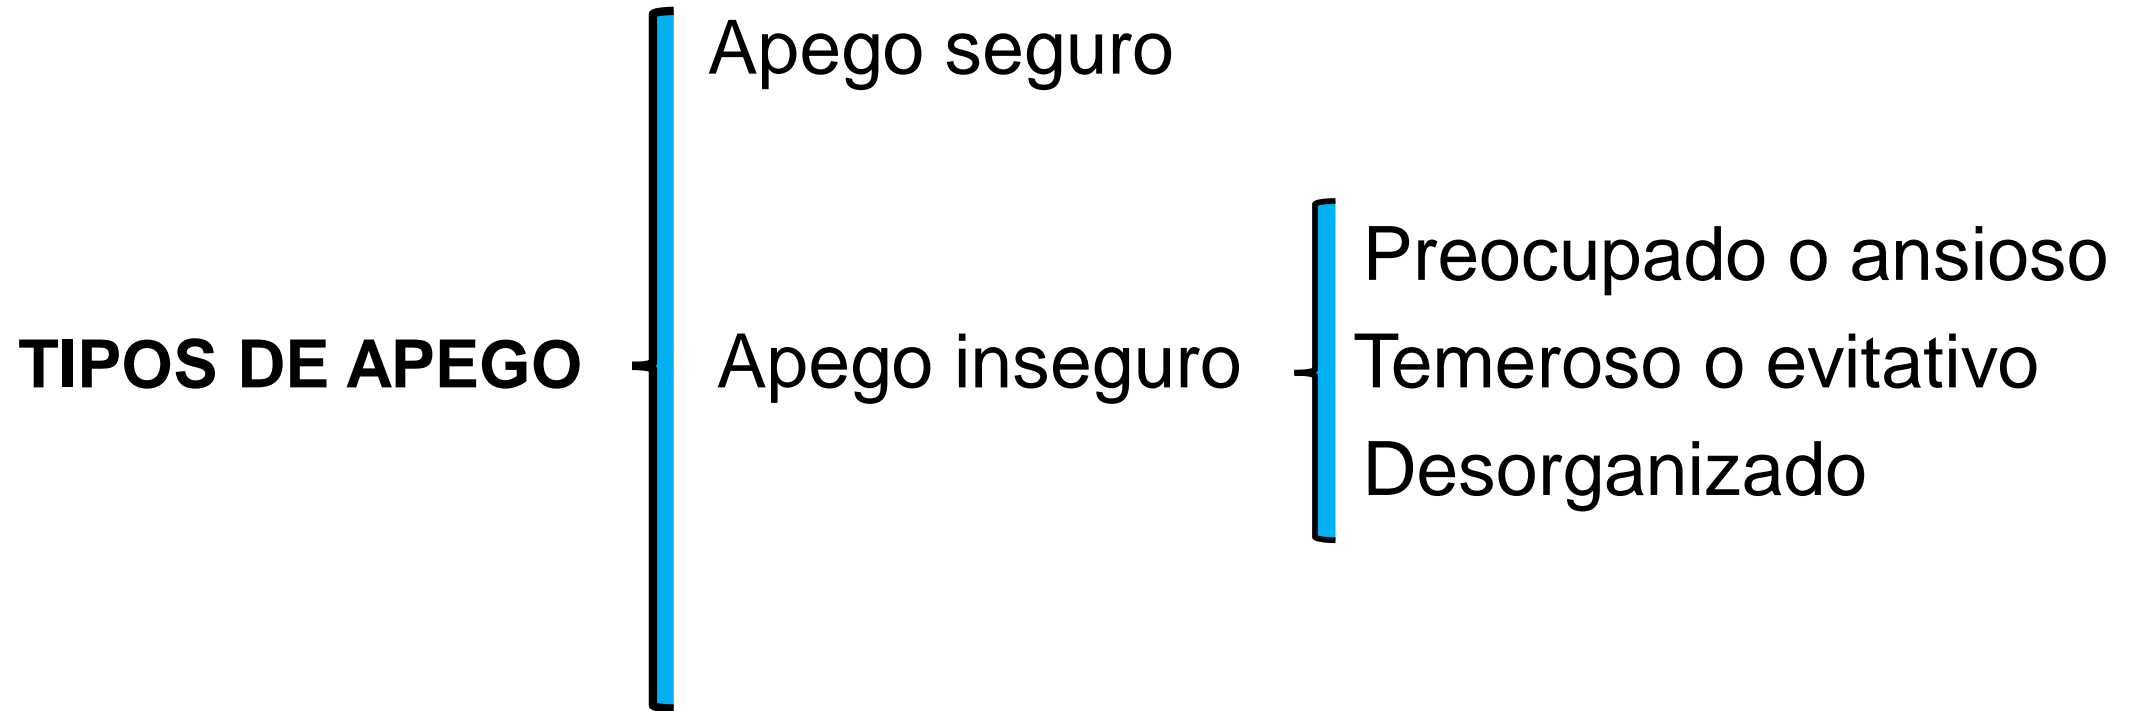 Apego seguro
TIPOS DE APEGO
Apego inseguro
Preocupado o ansioso
Temeroso o evitativo
Desorganizado